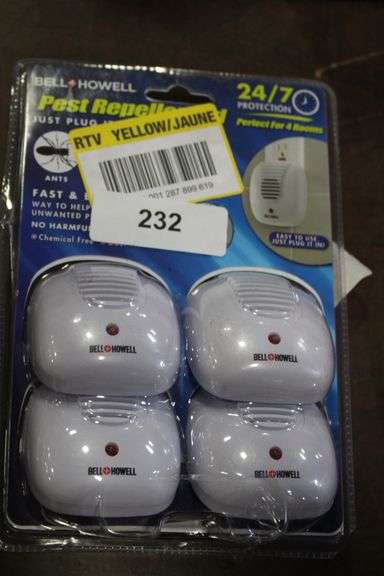 BELL+HOWELL
24/7
PROTECTION
Pest Repeller
Perfect For 4 Rooms
JUST PLUG
RTV YELLOW/JAUNE
ANTS
001 287 899 619
232
FAST &
WAY TO HELP
UNWANTED P
NO HARMFU
Chemical Free
EASY TO USE
JUST PLUG IT IN!
BELL+HOWELL
BELL+HOWELL
BELL+HOWELL
BELL+HOWELL